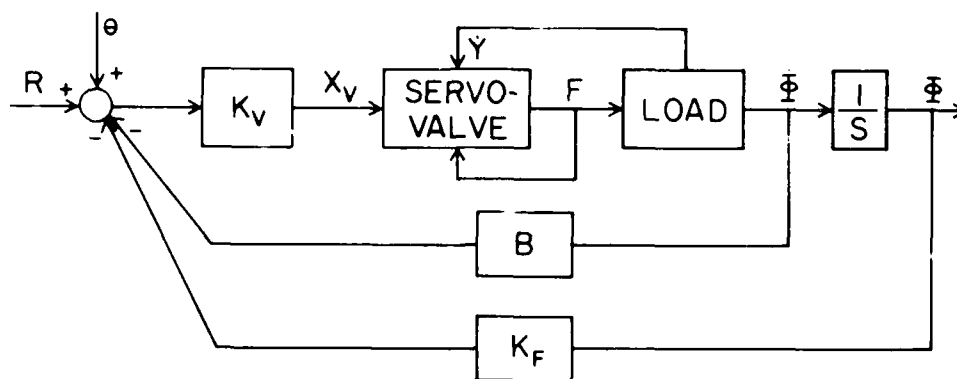 θ
Ẏ
R + +
K_V
X_V
SERVO-
VALVE
F
LOAD
Φ
1
S
Φ
- -
B
K_F